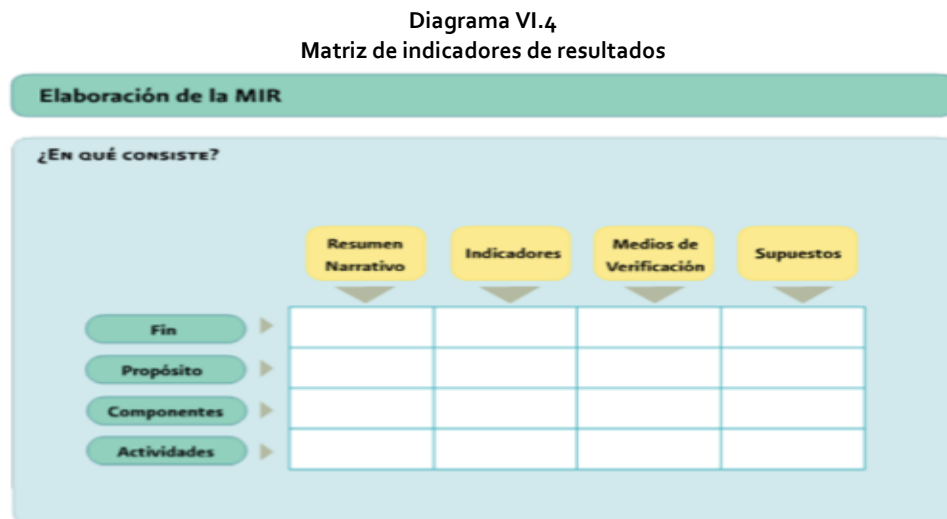 Diagrama VI.4
Matriz de indicadores de resultados
Elaboración de la MIR
¿EN QUÉ CONSISTE?
Resumen
Narrativo
Indicadores
Medios de
Verificación
Supuestos
Fin
Propósito
Componentes
Actividades